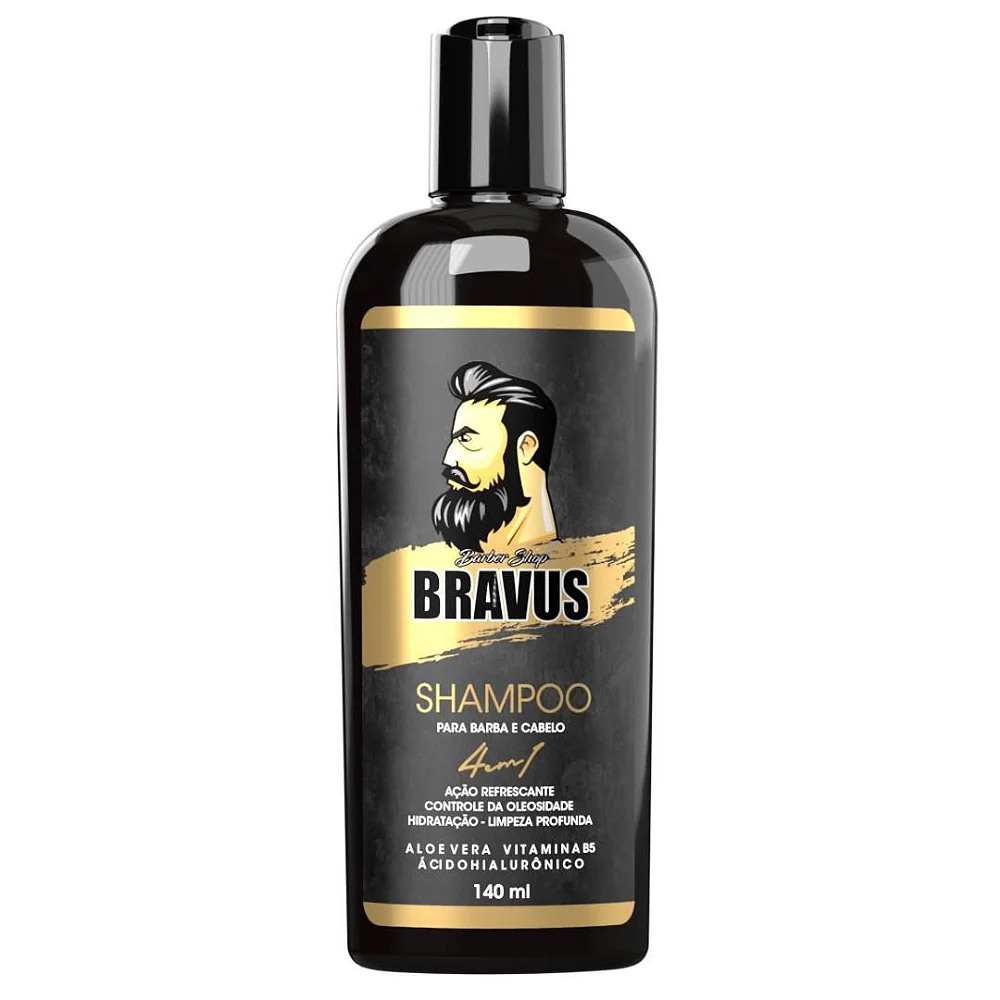 Barber Shop
BRAVUS
SHAMPOO
PARA BARBA E CABELO
4em1
AÇÃO REFRESCANTE
CONTROLE DA OLEOSIDADE
HIDRATAÇÃO - LIMPEZA PROFUNDA
ALOE VERA VITAMINA B5
ÁCIDO HIALURÔNICO
140 ml